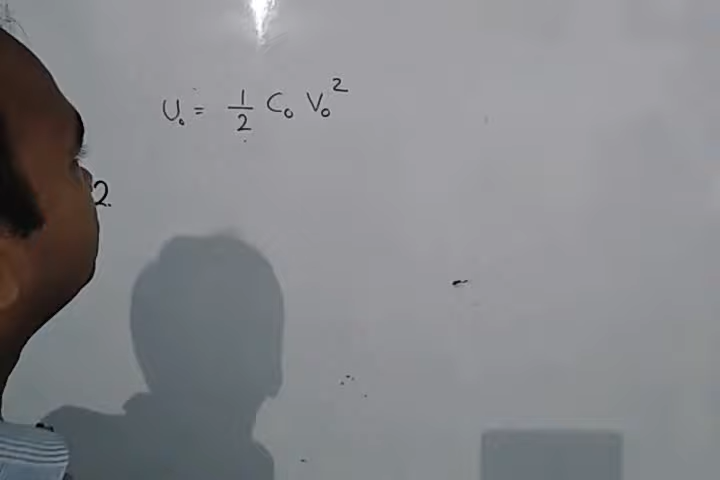 U₀ = 1/2 C₀ V₀²
2.